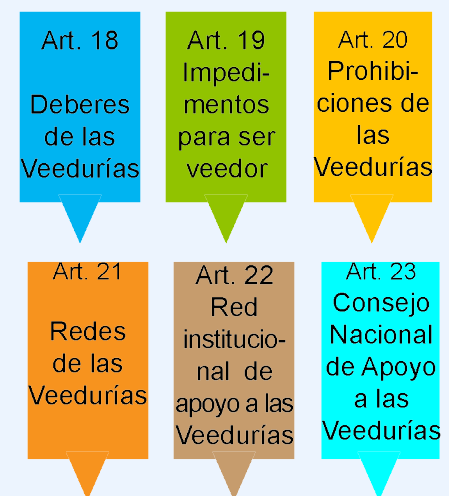 Art. 18
Deberes
de las
Veedurías
Art. 19
Impedi-
mentos
para ser
veedor
Art. 20
Prohibi-
ciones de
las
Veedurías
Art. 21
Redes
de las
Veedurías
Art. 22
Red
institucio-
nal de
apoyo a las
Veedurías
Art. 23
Consejo
Nacional
de Apoyo
a las
Veedurías